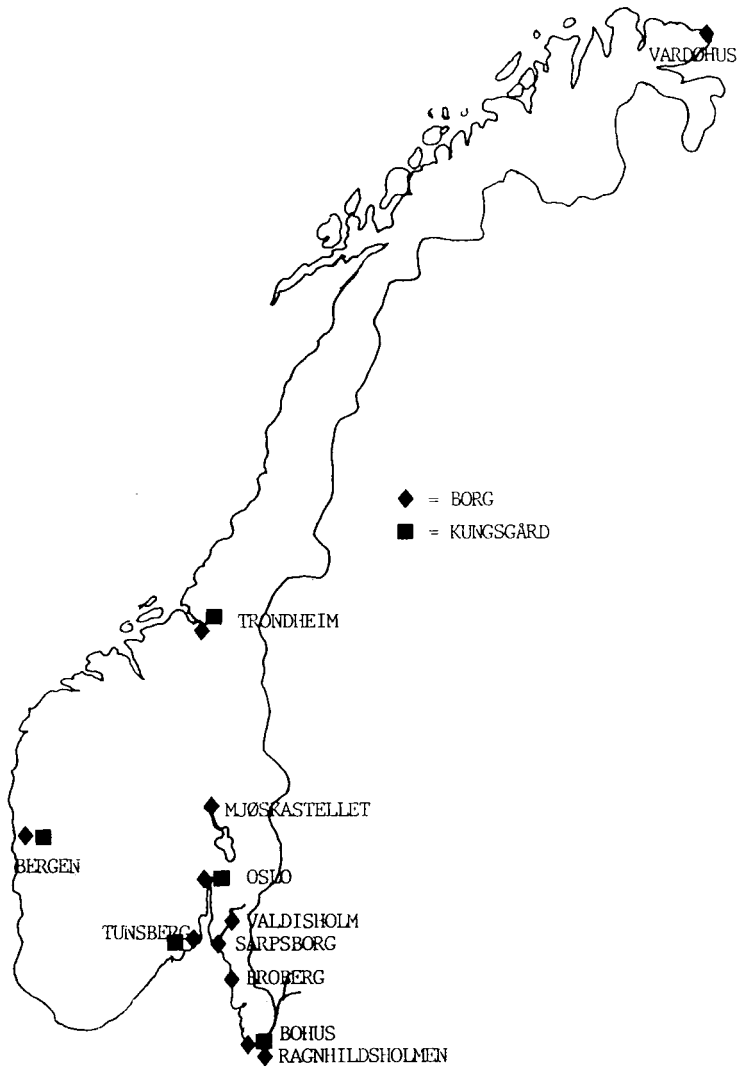 VARDØHUS
♦ = BORG
■ = KUNGSGÅRD
TRONDHEIM
MJØSKASTELLET
BERGEN
OSLO
VALDISHOLM
TUNSBERG
SARPSBORG
BROBERG
BOHUS
RAGNHILDSHOLMEN